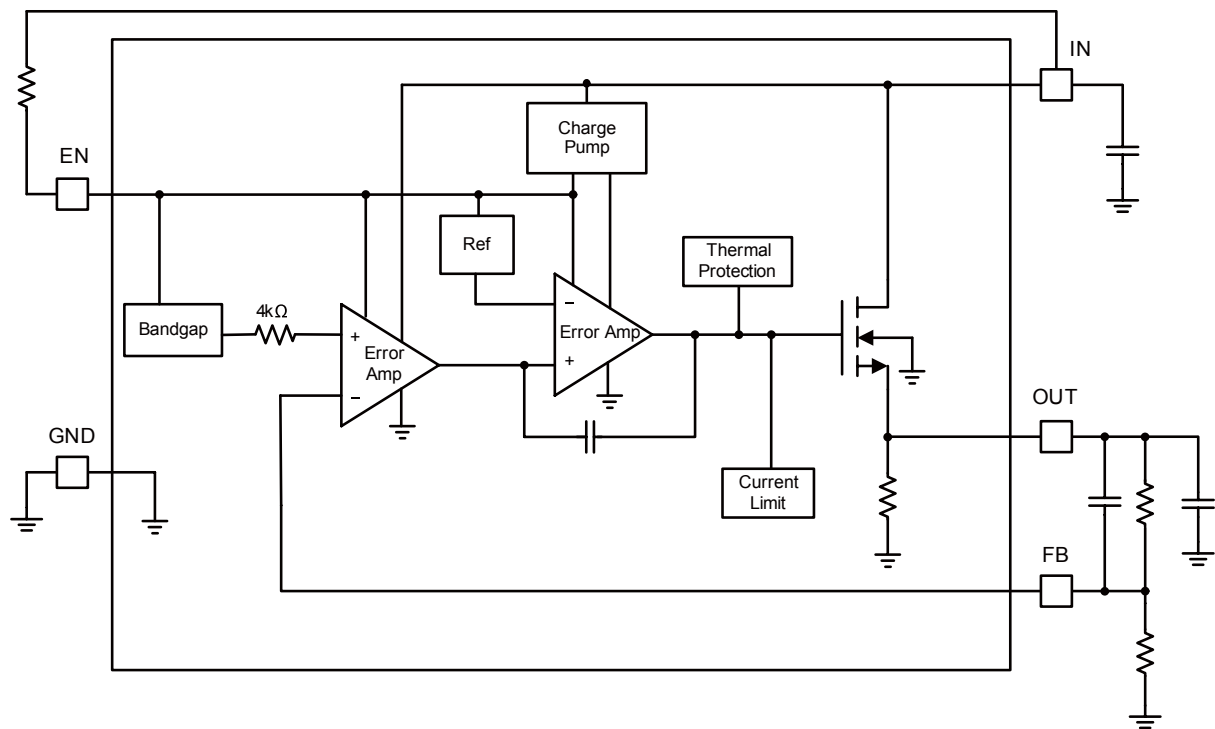 IN
Charge
Pump
EN
Ref
Thermal
Protection
4kΩ
Bandgap
−
Error Amp
+
+
Error
Amp
−
OUT
GND
Current
Limit
FB